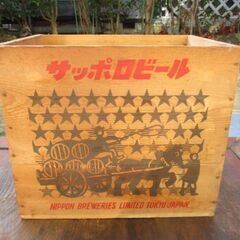 サッポロビール
NIPPON BREWERIES LIMITED TOKYO JAPAN